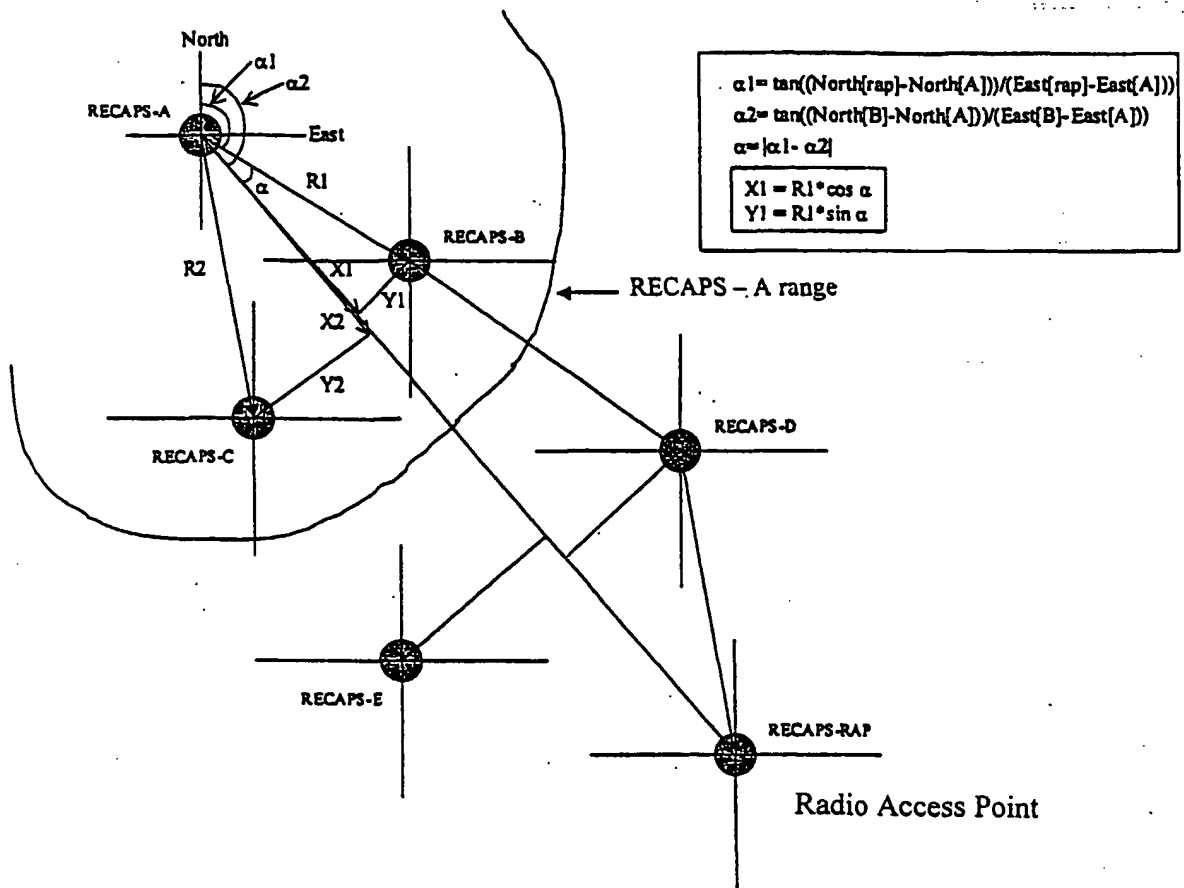 North
α1
α2
RECAPS-A
East
α
R1
RECAPS-B
R2
X1
Y1
X2
Y2
RECAPS – A range
RECAPS-C
RECAPS-D
RECAPS-E
RECAPS-RAP
Radio Access Point
α1= tan((North[rap]-North[A]))/(East[rap]-East[A]))
α2= tan((North[B]-North[A]))/(East[B]-East[A]))
α=|α1- α2|
X1 = R1*cos α
Y1 = R1*sin α